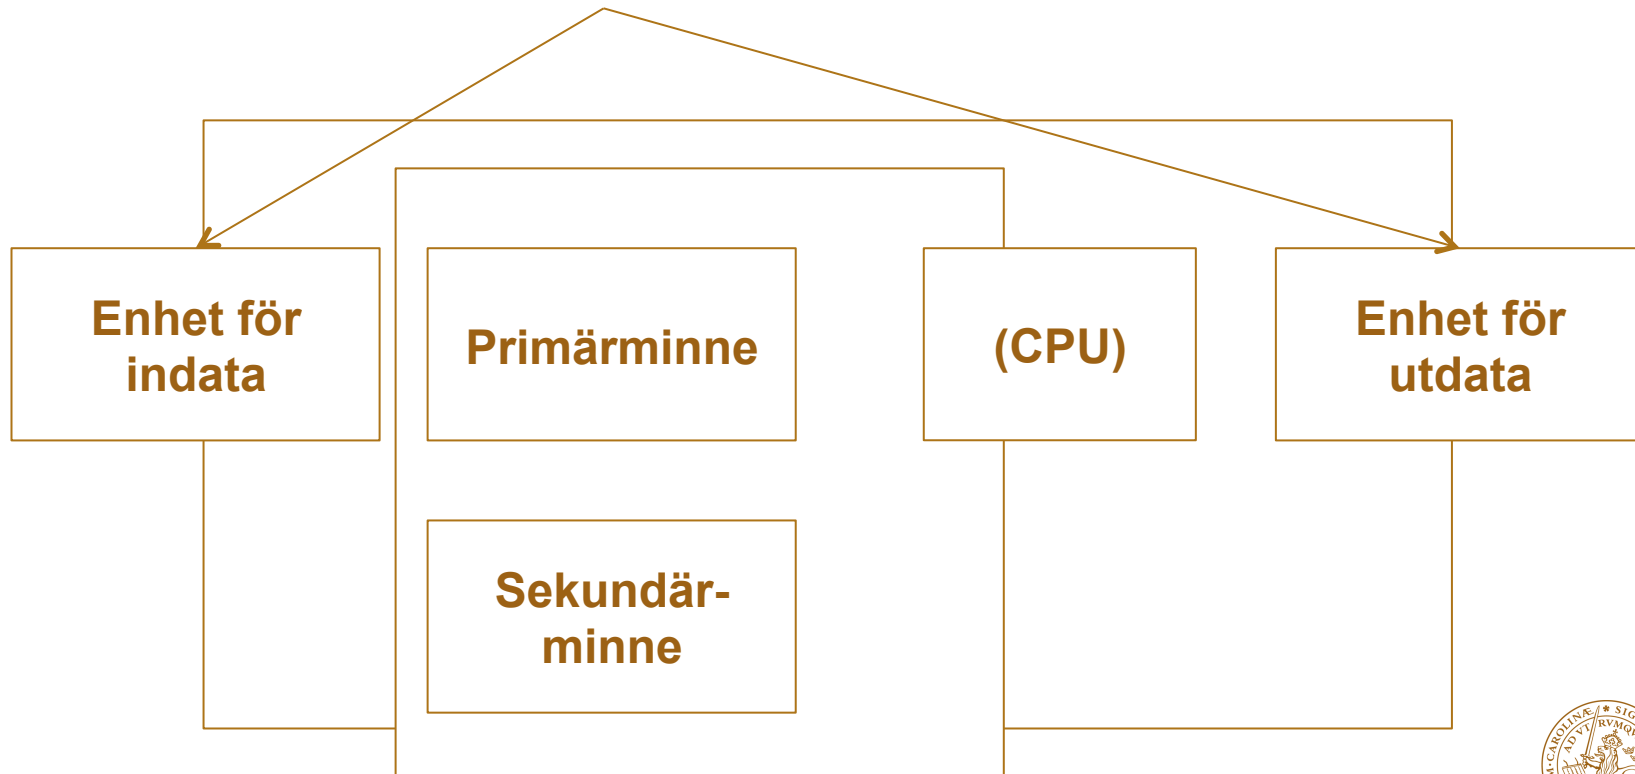 Enhet för
indata
Primärminne
(CPU)
Enhet för
utdata
Sekundär-
minne